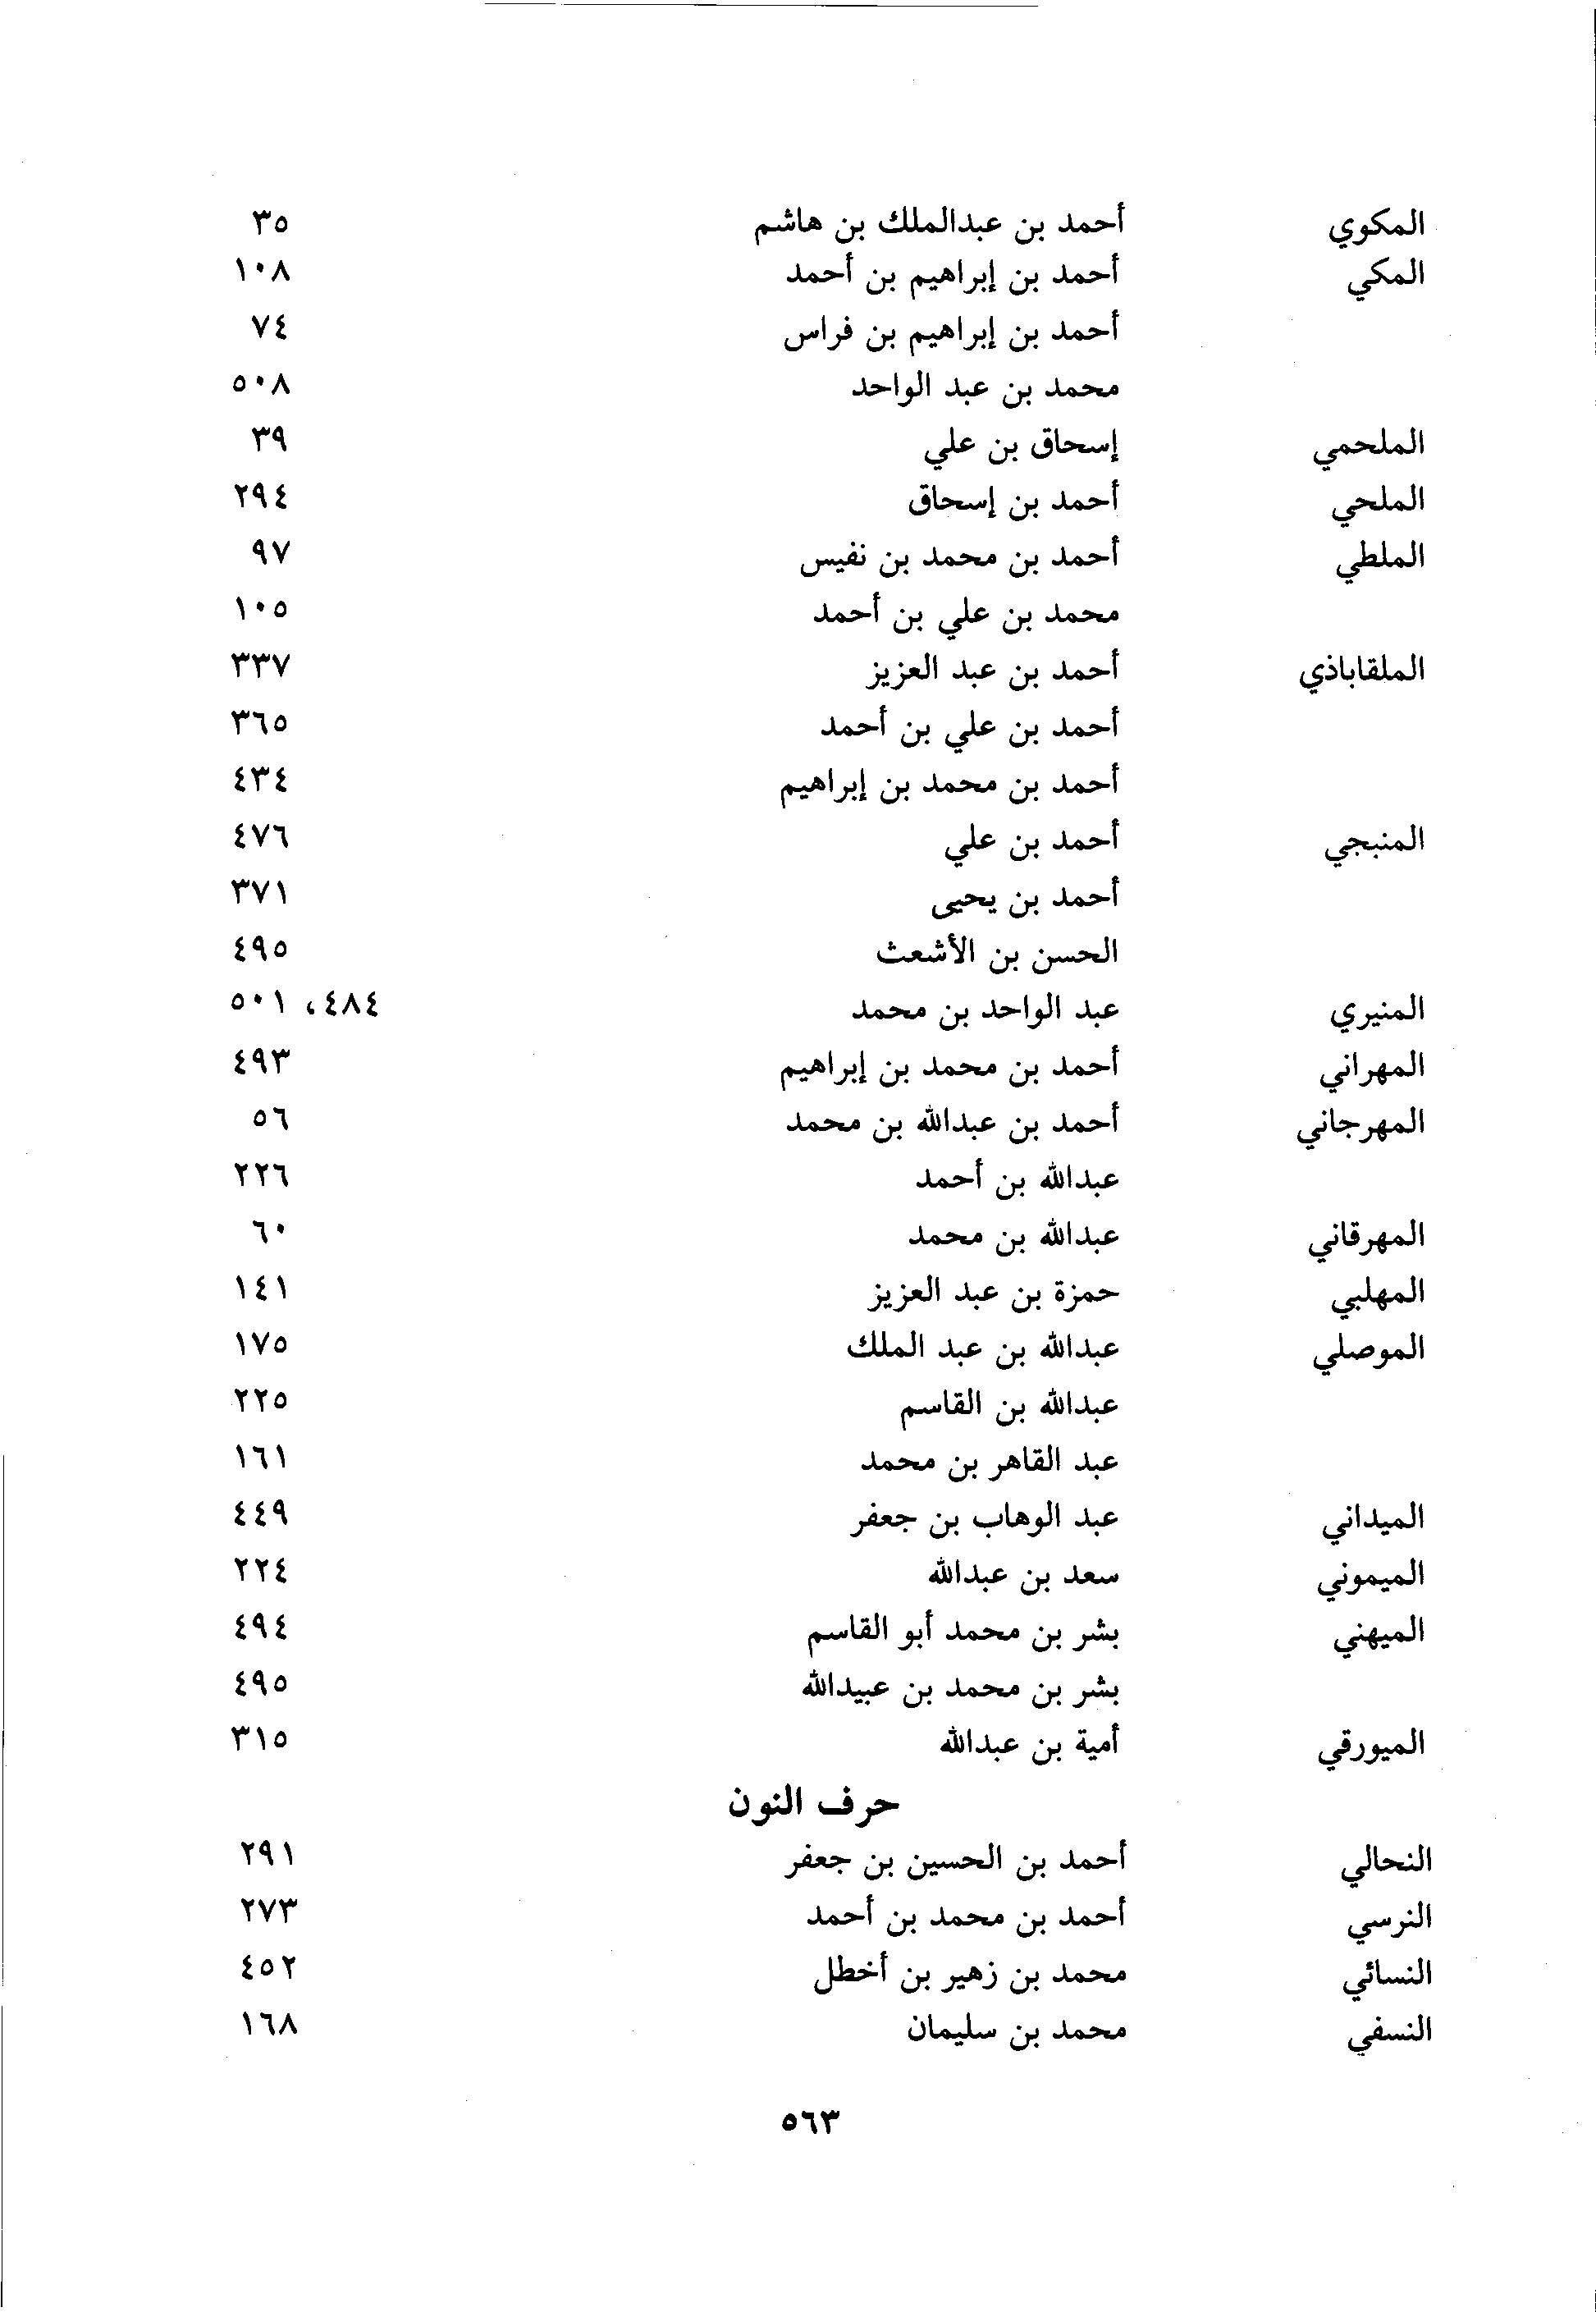 المكوي أحمد بن عبدالملك بن هاشم ٣٥
المكي أحمد بن إبراهيم بن أحمد ١٠٨
أحمد بن إبراهيم بن فراس ٧٤
محمد بن عبد الواحد ٥٠٨
الملحمي إسحاق بن علي ٣٩
الملحي أحمد بن إسحاق ٢٩٤
الملطي أحمد بن محمد بن نفيس ٩٧
محمد بن علي بن أحمد ١٠٥
الملقاباذي أحمد بن عبد العزيز ٣٣٧
أحمد بن علي بن أحمد ٣٦٥
أحمد بن محمد بن إبراهيم ٤٣٤
المنبجي أحمد بن علي ٤٧٦
أحمد بن يحيى ٣٧١
الحسن بن الأشعث ٤٩٥
المنيري عبد الواحد بن محمد ٤٨٤، ٥٠١
المهراني أحمد بن محمد بن إبراهيم ٤٩٣
المهرجاني أحمد بن عبدالله بن محمد ٥٦
عبدالله بن أحمد ٢٢٦
المهرقاني عبدالله بن محمد ٦٠
المهلبي حمزة بن عبد العزيز ١٤١
الموصلي عبدالله بن عبد الملك ١٧٥
عبدالله بن القاسم ٢٢٥
عبد القاهر بن محمد ١٦١
الميداني عبد الوهاب بن جعفر ٤٤٩
الميموني سعد بن عبدالله ٢٢٤
الميهني بشر بن محمد أبو القاسم ٤٩٤
بشر بن محمد بن عبيدالله ٤٩٥
الميورقي أمية بن عبدالله ٣١٥
حرف النون
النحالي أحمد بن الحسين بن جعفر ٢٩١
النرسي أحمد بن محمد بن أحمد ٢٧٣
النسائي محمد بن زهير بن أخطل ٤٥٢
النسفي محمد بن سليمان ١٦٨
٥٦٣